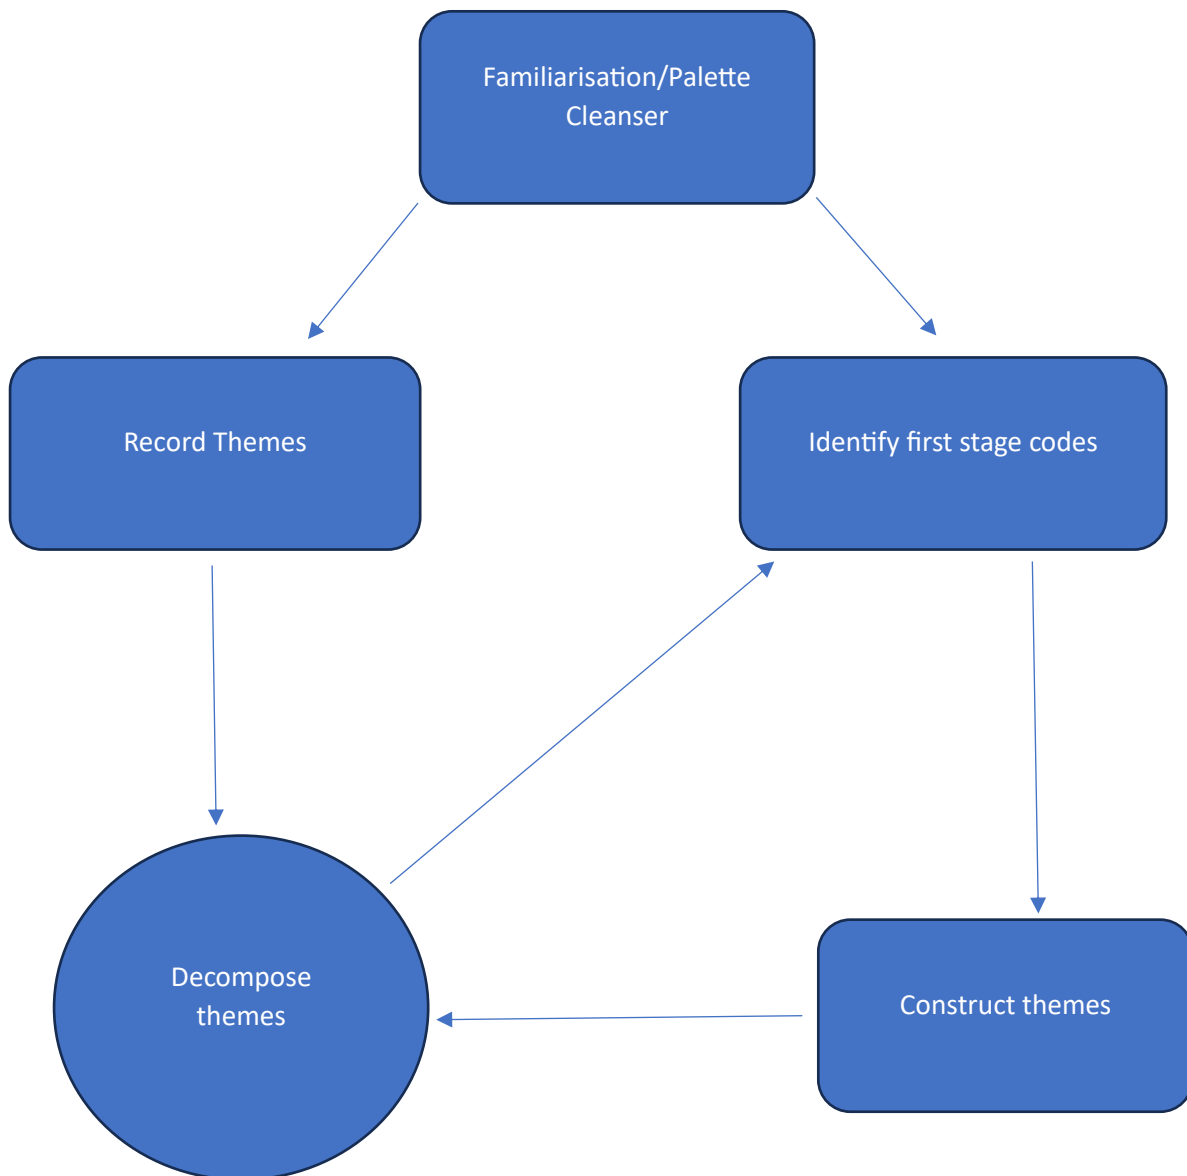 Familiarisation/Palette
Cleanser
Record Themes
Identify first stage codes
Decompose
themes
Construct themes